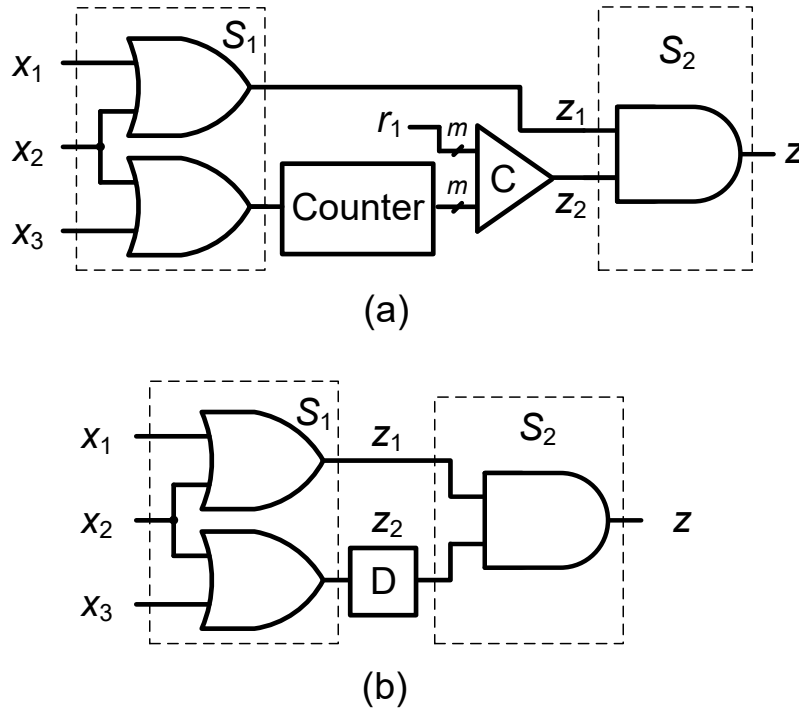 S₁
x₁
x₂
x₃
r₁
m
m
Counter
C
z₁
z₂
S₂
z
(a)
S₁
x₁
x₂
x₃
z₁
z₂
D
S₂
z
(b)